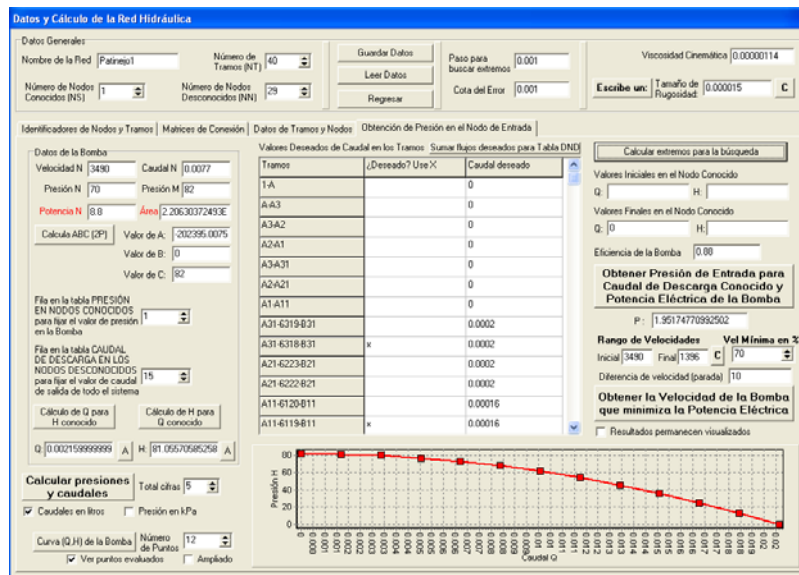 Datos y Cálculo de la Red Hidráulica
Datos Generales
Nombre de la Red Patinejo1
Número de Tramos (NT) 40
Número de Nodos Conocidos (NS) 1
Número de Nodos Desconocidos (NN) 29
Guardar Datos
Leer Datos
Regresar
Paso para buscar extremos 0.001
Cota del Error 0.001
Viscosidad Cinemática 0.00000114
Escribe un: Tamaño de Rugosidad: 0.000015 C
Identificadores de Nodos y Tramos Matrices de Conexión Datos de Tramos y Nodos Obtención de Presión en el Nodo de Entrada
Datos de la Bomba
Velocidad N 3490 Caudal N 0.0077
Presión N 70 Presión M 82
Potencia N 8.8 Área 2.20630372493E
Calcula ABC (2P) Valor de A: -202395.0075
Valor de B: 0
Valor de C: 82
Fila en la tabla PRESIÓN
EN NODOS CONOCIDOS
para fijar el valor de presión
en la Bomba
1
Fila en la tabla CAUDAL
DE DESCARGA EN LOS
NODOS DESCONOCIDOS
para fijar el valor de caudal
de salida de todo el sistema
15
Cálculo de Q para H conocido
Cálculo de H para Q conocido
Q: 0.002159999999 A H: 81.05570585258 A
Calcular presiones y caudales
Total cifras 5
Caudales en litros Presión en kPa
Curva (Q,H) de la Bomba Número de Puntos 12
Ver puntos evaluados Ampliado
Valores Deseados de Caudal en los Tramos Sumar flujos deseados para Tabla DND
Tramos ¿Deseado? Use X Caudal deseado
1-A 0
A-A3 0
A3-A2 0
A2-A1 0
A3-A31 0
A2-A21 0
A1-A11 0
A31-6319-B31 0.0002
A31-6318-B31 x 0.0002
A21-6223-B21 0.0002
A21-6222-B21 0.0002
A11-6120-B11 0.00016
A11-6119-B11 x 0.00016
Calcular extremos para la búsqueda
Valores Iniciales en el Nodo Conocido
Q: H:
Valores Finales en el Nodo Conocido
Q: 0 H:
Eficiencia de la Bomba 0.88
Obtener Presión de Entrada para
Caudal de Descarga Conocido y
Potencia Eléctrica de la Bomba
P: 1.95174770992502
Rango de Velocidades Vel Mínima en %
Inicial 3490 Final 1396 C 70
Diferencia de velocidad (parada) 10
Obtener la Velocidad de la Bomba
que minimiza la Potencia Eléctrica
Resultados permanecen visualizados
Presión H
80
60
40
20
0
0 0.000 0.001 0.002 0.003 0.003
Caudal Q